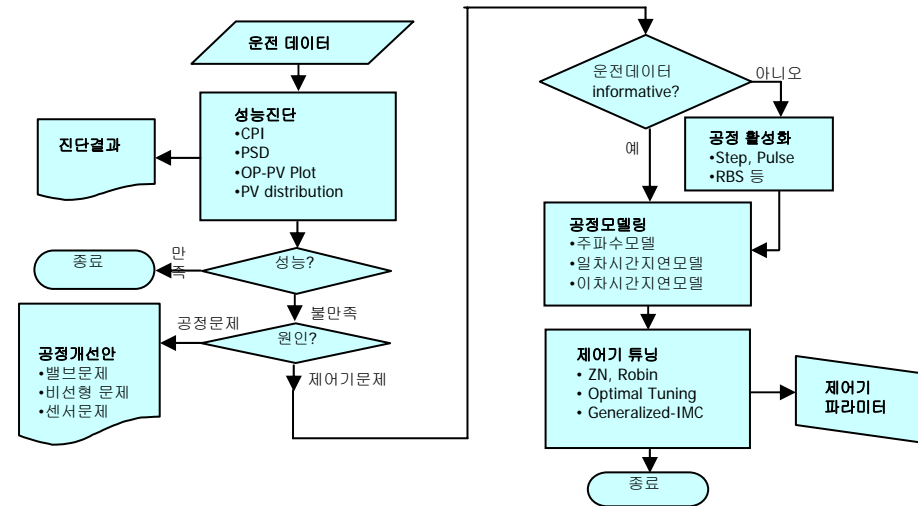 운전 데이터
성능진단
•CPI
•PSD
•OP-PV Plot
•PV distribution
진단결과
성능?
만
족
종료
불만족
원인?
공정문제
공정개선안
•밸브문제
•비선형 문제
•센서문제
제어기문제
운전데이터
informative?
아니오
예
공정 활성화
•Step, Pulse
•RBS 등
공정모델링
•주파수모델
•일차시간지연모델
•이차시간지연모델
제어기 튜닝
• ZN, Robin
• Optimal Tuning
• Generalized-IMC
제어기
파라미터
종료